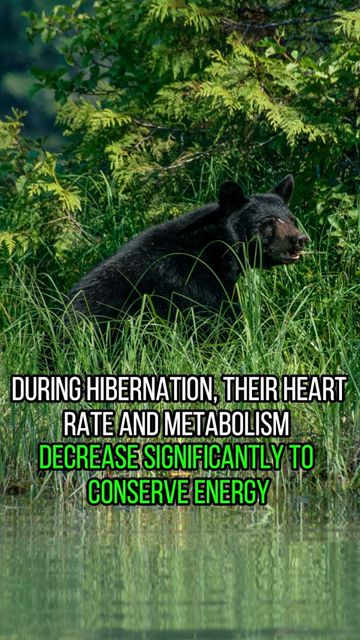 DURING HIBERNATION, THEIR HEART
RATE AND METABOLISM
DECREASE SIGNIFICANTLY TO
CONSERVE ENERGY